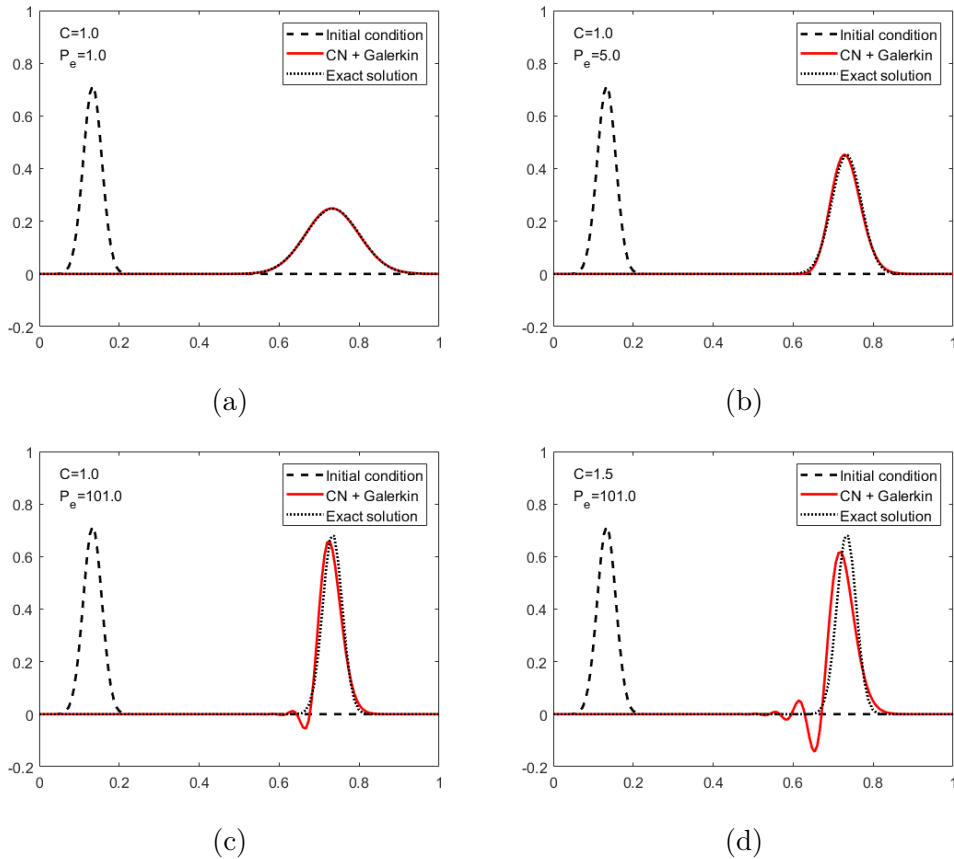 C=1.0
P_e=1.0
Initial condition
CN + Galerkin
Exact solution
1
0.8
0.6
0.4
0.2
0
-0.2
0 0.2 0.4 0.6 0.8 1
(a)
C=1.0
P_e=5.0
Initial condition
CN + Galerkin
Exact solution
1
0.8
0.6
0.4
0.2
0
-0.2
0 0.2 0.4 0.6 0.8 1
(b)
C=1.0
P_e=101.0
Initial condition
CN + Galerkin
Exact solution
1
0.8
0.6
0.4
0.2
0
-0.2
0 0.2 0.4 0.6 0.8 1
(c)
C=1.5
P_e=101.0
Initial condition
CN + Galerkin
Exact solution
1
0.8
0.6
0.4
0.2
0
-0.2
0 0.2 0.4 0.6 0.8 1
(d)